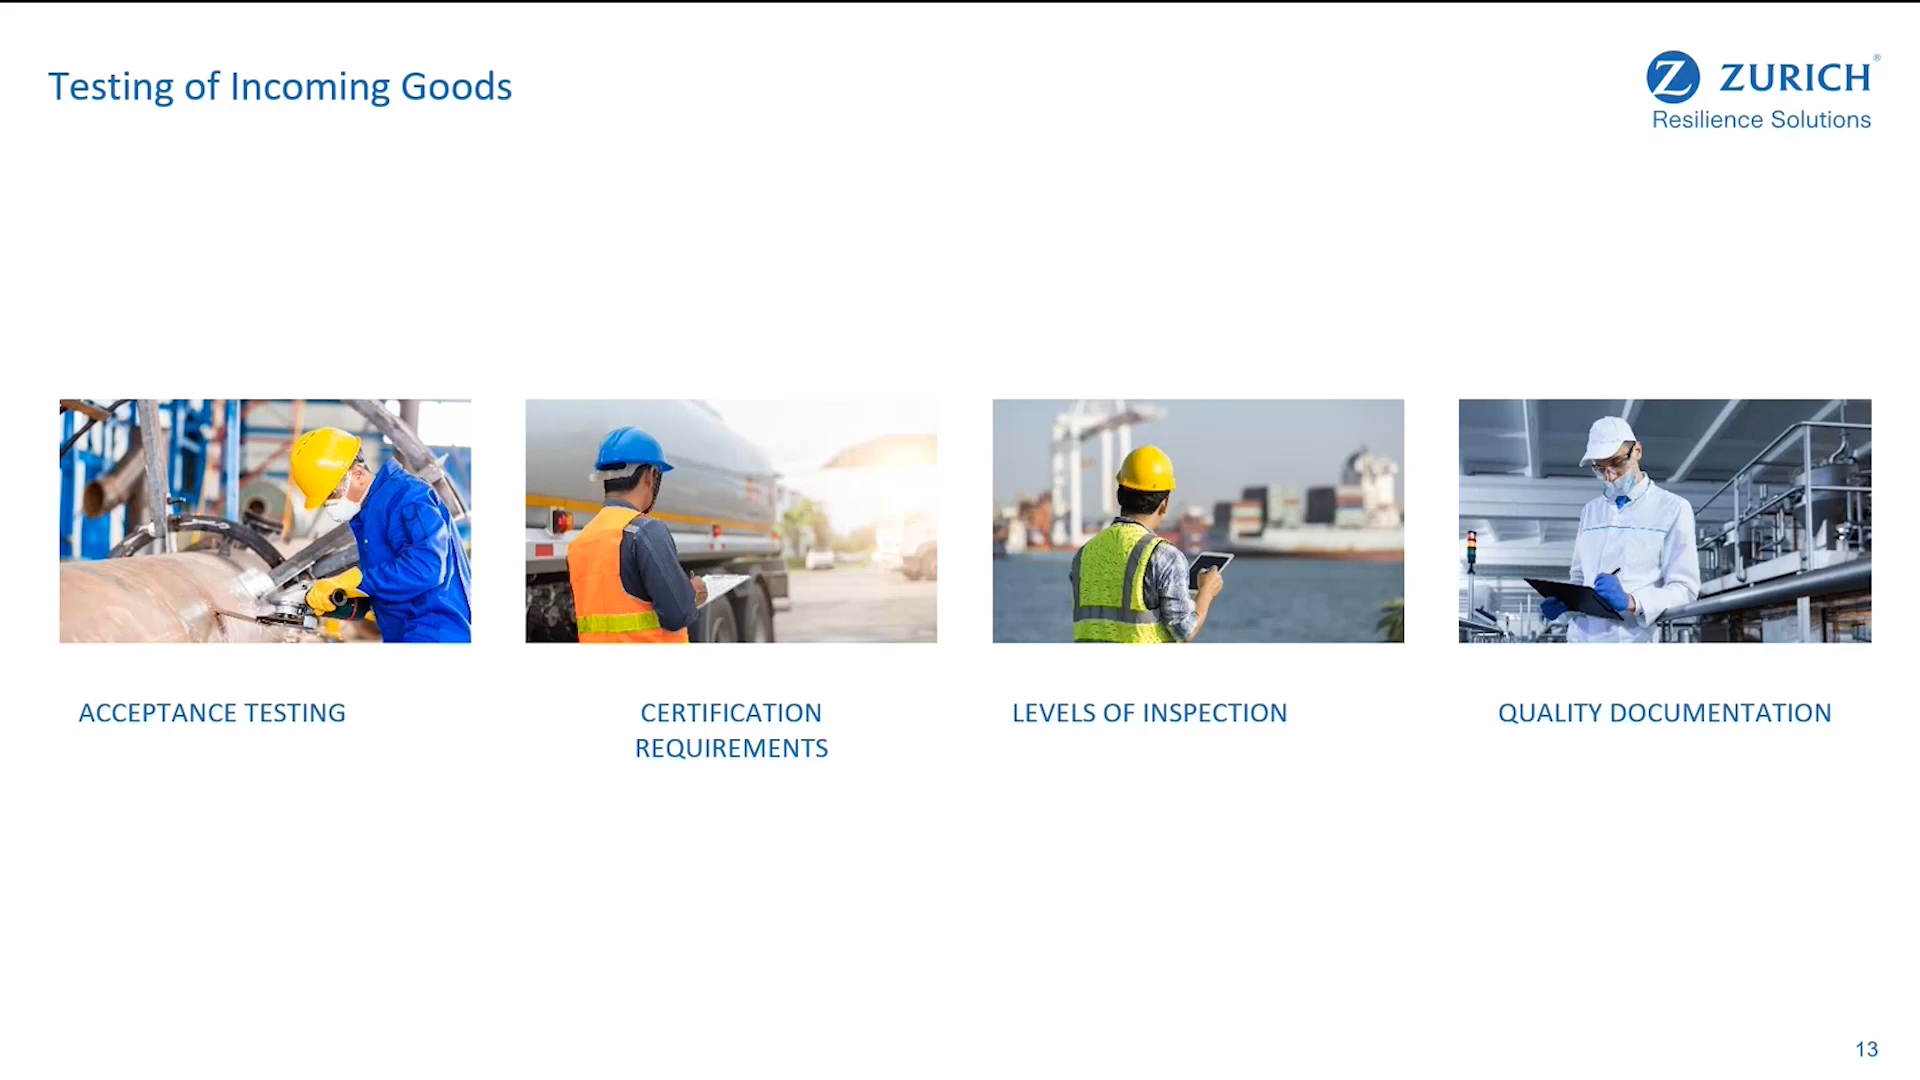 Testing of Incoming Goods
Z ZURICH®
Resilience Solutions
ACCEPTANCE TESTING
CERTIFICATION
REQUIREMENTS
LEVELS OF INSPECTION
QUALITY DOCUMENTATION
13